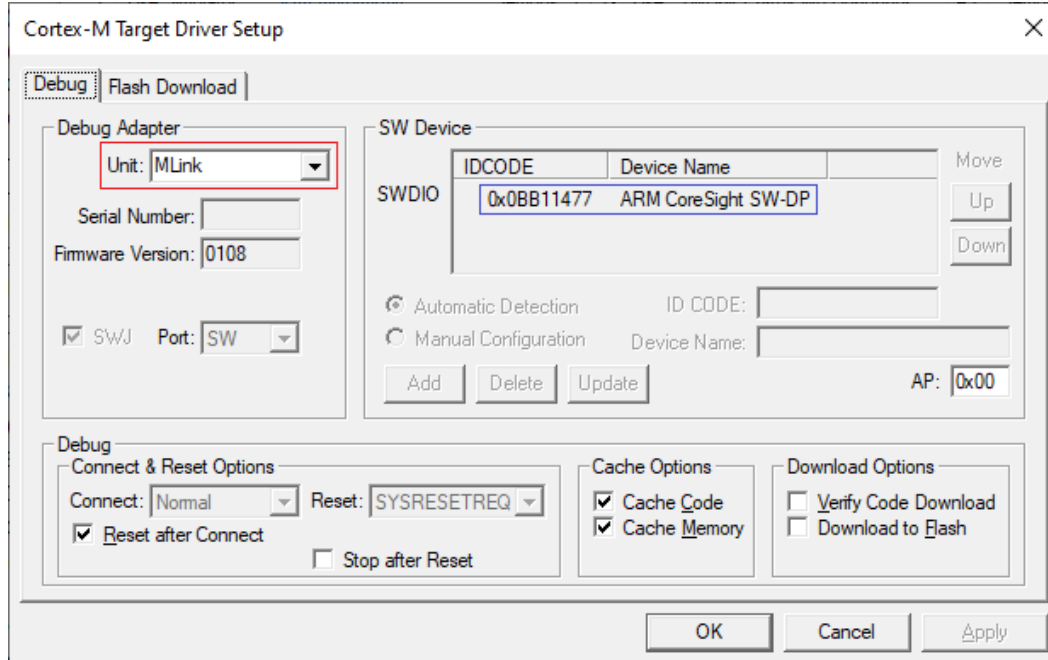 Cortex-M Target Driver Setup
Debug
Flash Download
Debug Adapter
Unit: MLink
Serial Number:
Firmware Version: 0108
SWJ Port: SW
SW Device
IDCODE Device Name
SWDIO
0x0BB11477 ARM CoreSight SW-DP
Move
Up
Down
Automatic Detection
ID CODE:
Manual Configuration
Device Name:
Add
Delete
Update
AP: 0x00
Debug
Connect & Reset Options
Connect: Normal
Reset: SYSRESETREQ
Reset after Connect
Stop after Reset
Cache Options
Cache Code
Cache Memory
Download Options
Verify Code Download
Download to Flash
OK
Cancel
Apply